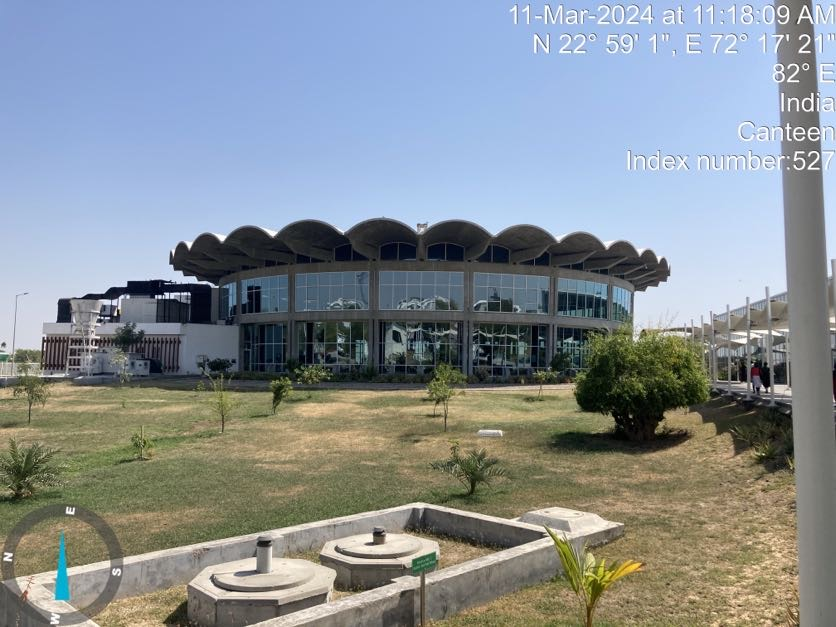 11-Mar-2024 at 11:18:09 AM
N 22° 59' 1", E 72° 17' 21"
82° E
India
Canteen
Index number:527
N
E
S
W